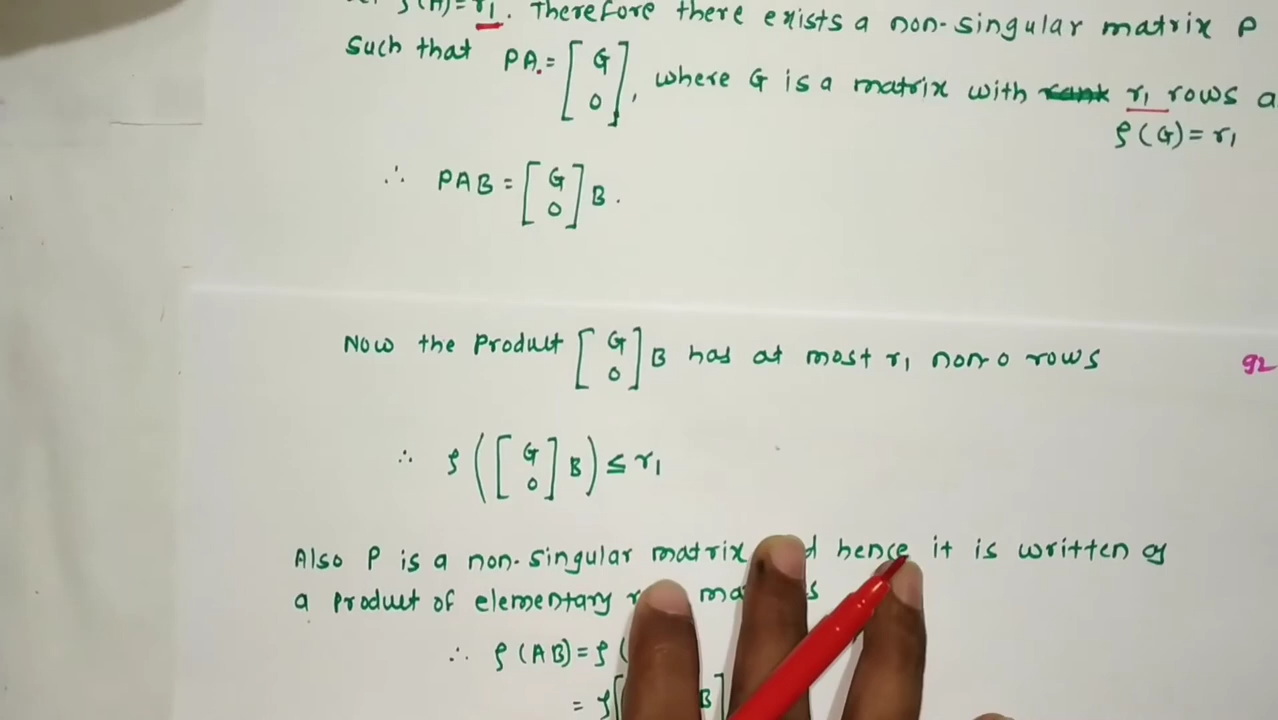 ρ(A)=r₁. Therefore there exists a non-singular matrix P
such that PA = [G 0], where G is a matrix with r₁ rows a
ρ(G) = r₁
∴ PAB = [G 0] B.
Now the product [G 0] B has at most r₁ non 0 rows
92
∴ ρ([G 0] B) ≤ r₁
Also P is a non-singular matrix hence it is written of
a product of elementary
∴ ρ(AB) = ρ(
= ρ[ B]